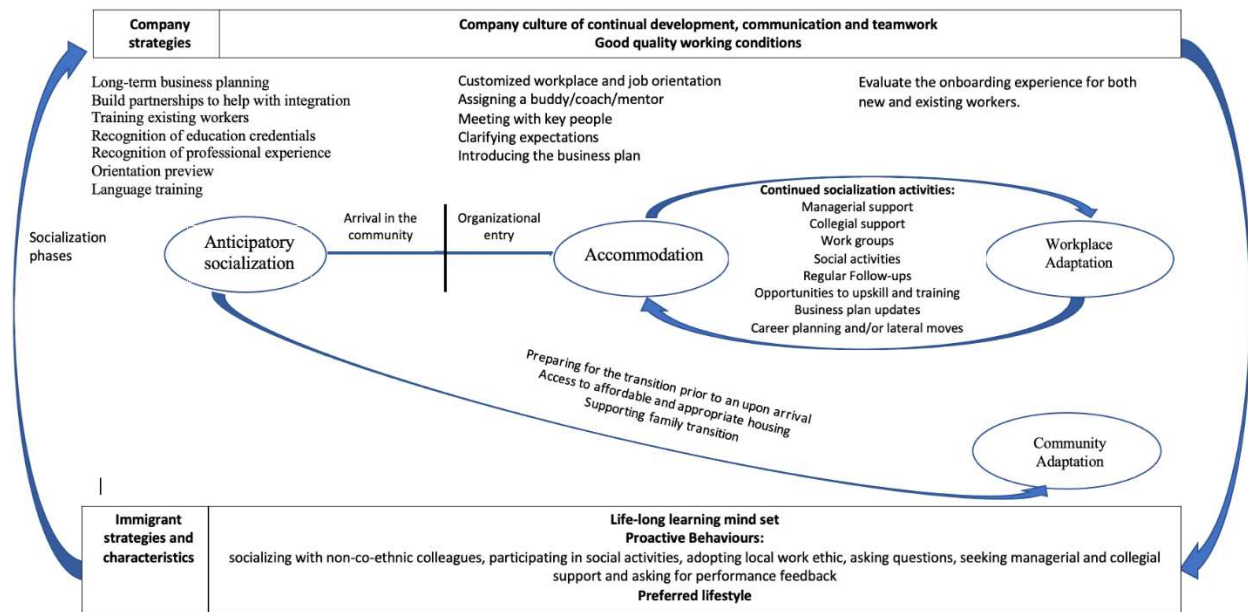 Company
strategies
Company culture of continual development, communication and teamwork
Good quality working conditions
Long-term business planning
Build partnerships to help with integration
Training existing workers
Recognition of education credentials
Recognition of professional experience
Orientation preview
Language training
Customized workplace and job orientation
Assigning a buddy/coach/mentor
Meeting with key people
Clarifying expectations
Introducing the business plan
Evaluate the onboarding experience for both
new and existing workers.
Socialization
phases
Anticipatory
socialization
Arrival in the
community
Organizational
entry
Accommodation
Continued socialization activities:
Managerial support
Collegial support
Work groups
Social activities
Regular Follow-ups
Opportunities to upskill and training
Business plan updates
Career planning and/or lateral moves
Workplace
Adaptation
Preparing for the transition prior to an upon arrival
Access to affordable and appropriate housing
Supporting family transition
Community
Adaptation
Immigrant
strategies and
characteristics
Life-long learning mind set
Proactive Behaviours:
socializing with non-co-ethnic colleagues, participating in social activities, adopting local work ethic, asking questions, seeking managerial and collegial
support and asking for performance feedback
Preferred lifestyle